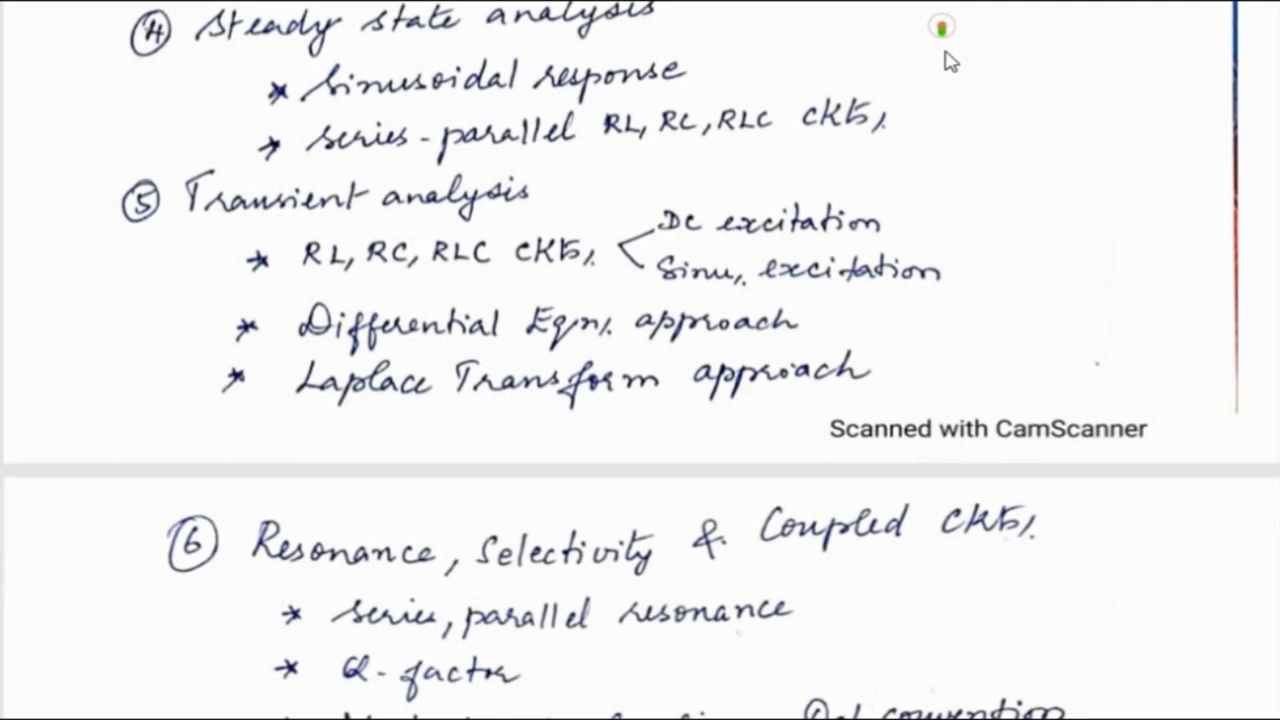 ④ Steady state analysis
* Sinusoidal response
* series - parallel RL, RC, RLC CKts/.
⑤ Transient analysis
* RL, RC, RLC CKts/. < DC excitation
Sinu/. excitation
* Differential Eqn/. approach
* Laplace Transform approach
Scanned with CamScanner
⑥ Resonance, Selectivity & Coupled CKts/.
* series, parallel resonance
* Q - factor
Dot convention